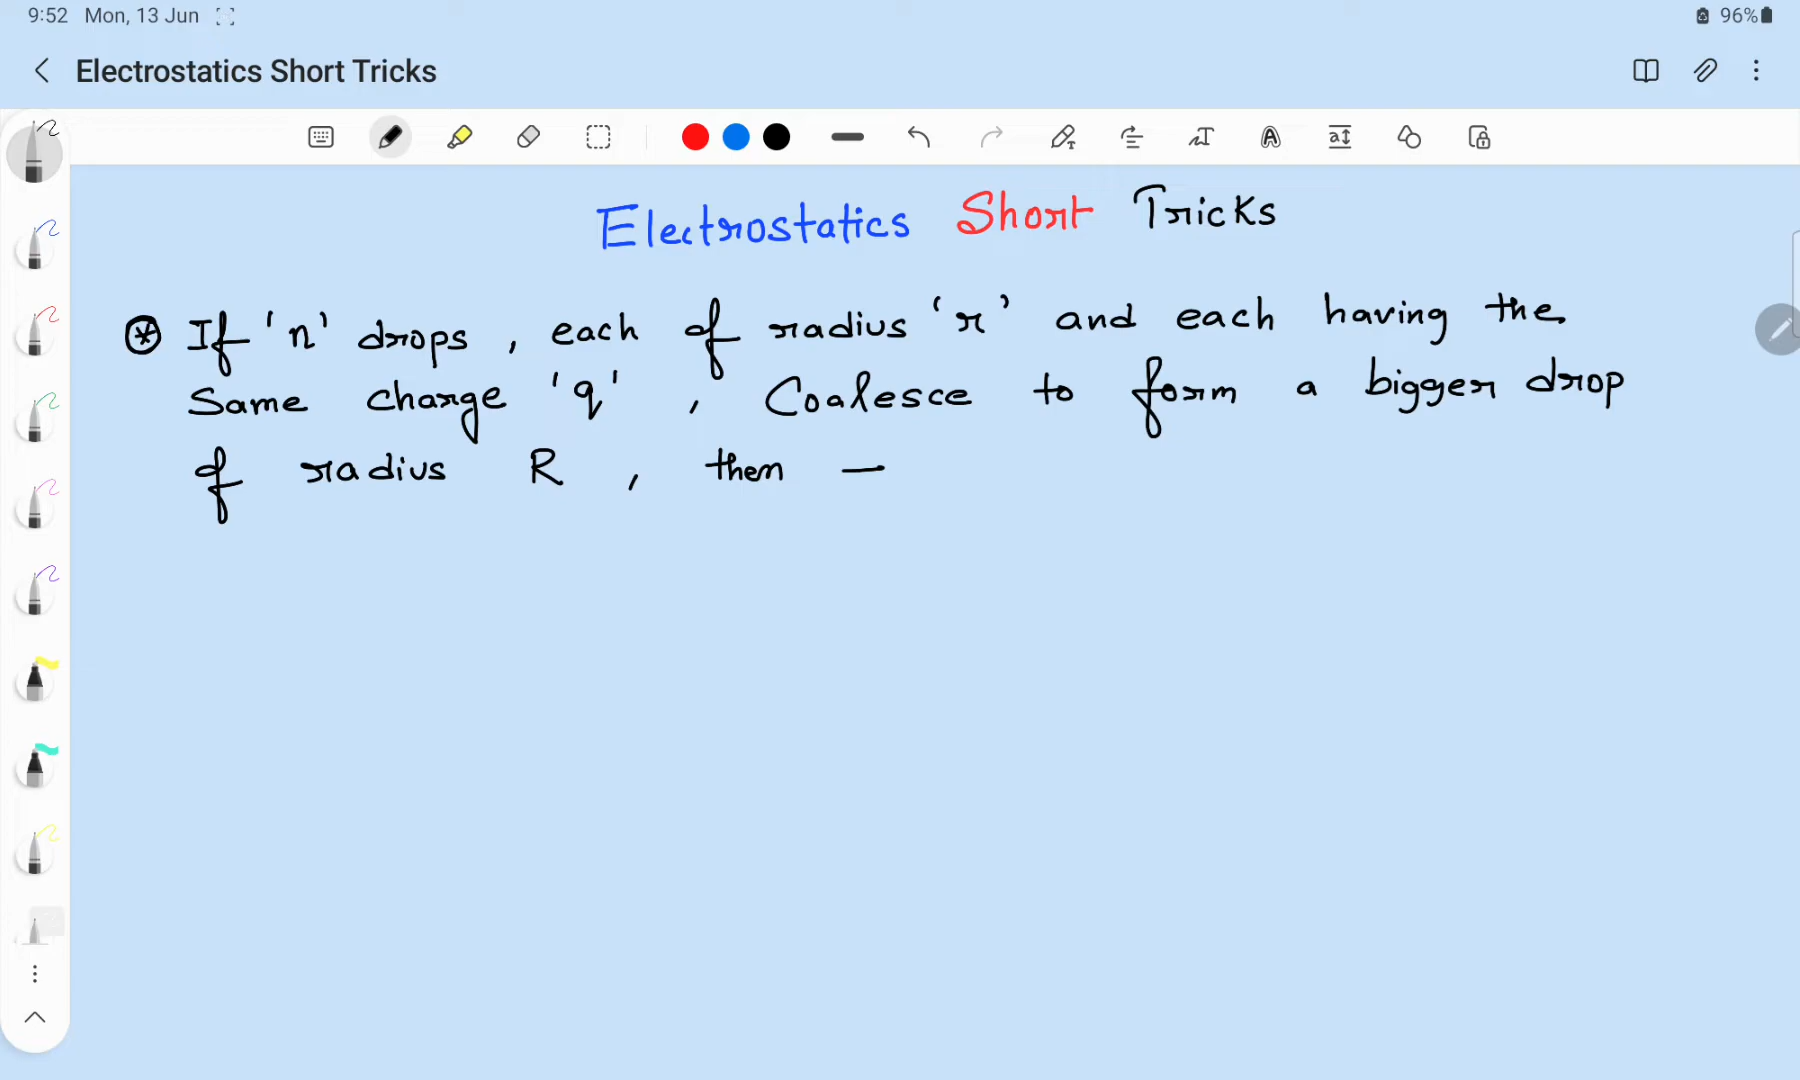 9:52 Mon, 13 Jun 96%
Electrostatics Short Tricks
Electrostatics Short Tricks
If 'n' drops, each of radius 'r' and each having the
Same charge 'q', Coalesce to form a bigger drop
of radius R, then —